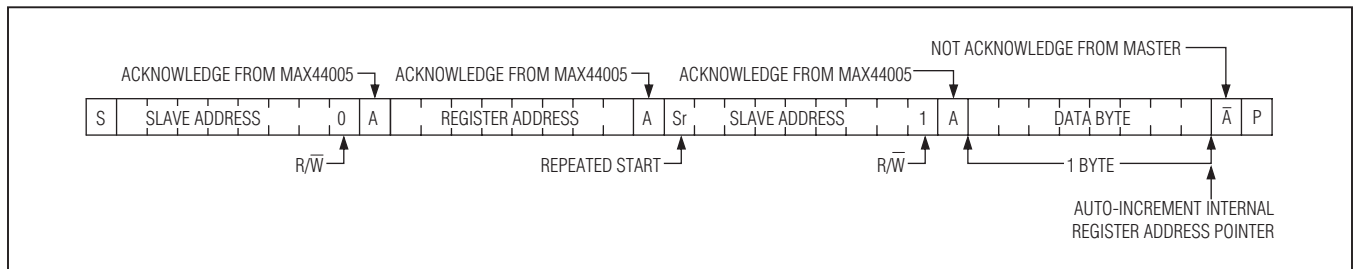 NOT ACKNOWLEDGE FROM MASTER
ACKNOWLEDGE FROM MAX44005 ACKNOWLEDGE FROM MAX44005 ACKNOWLEDGE FROM MAX44005
S SLAVE ADDRESS 0 A REGISTER ADDRESS A Sr SLAVE ADDRESS 1 A DATA BYTE A̅ P
R/W̅ REPEATED START R/W̅ 1 BYTE
AUTO-INCREMENT INTERNAL
REGISTER ADDRESS POINTER